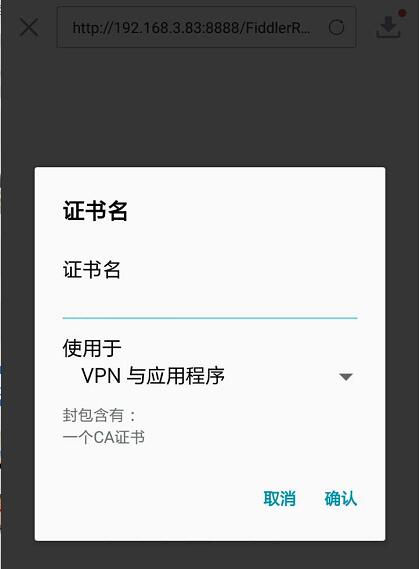 http://192.168.3.83:8888/FiddlerR...
证书名
证书名
使用于
VPN 与应用程序
封包含有：
一个CA证书
取消 确认